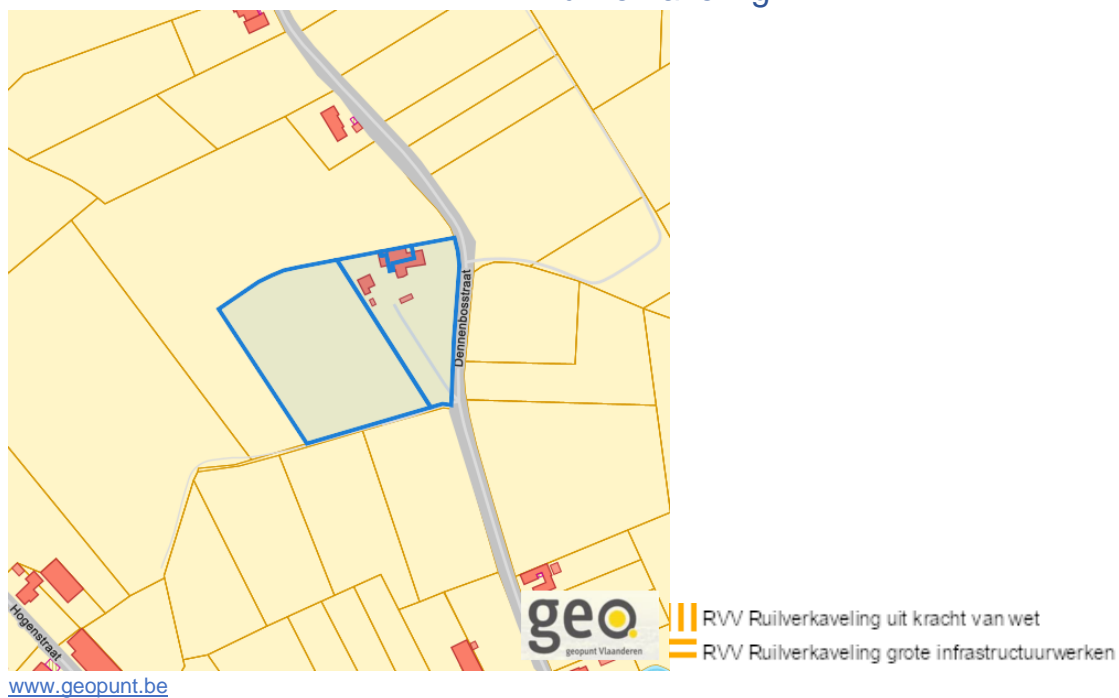 Dennenbosstraat
Hogenstraat
geo
geopunt Vlaanderen
RVV Ruilverkaveling uit kracht van wet
RVV Ruilverkaveling grote infrastructuurwerken
www.geopunt.be